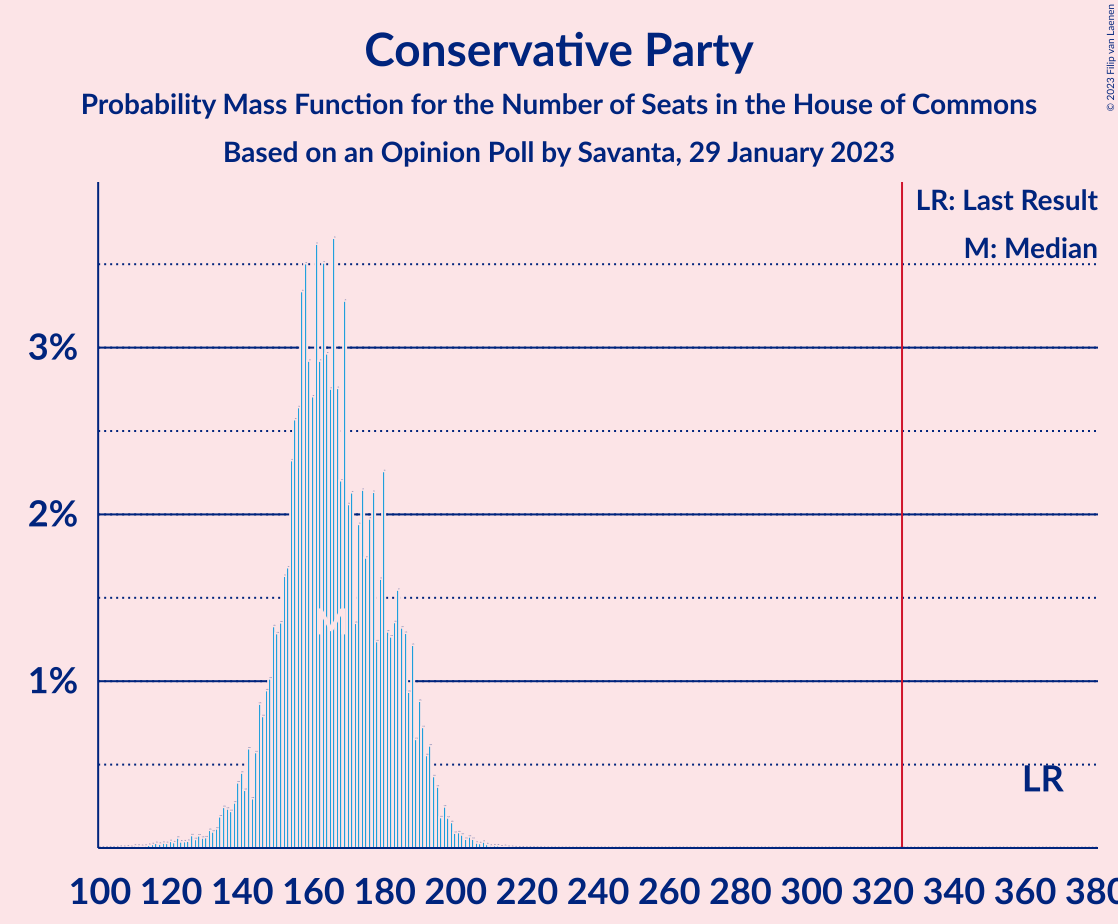 Conservative Party
Probability Mass Function for the Number of Seats in the House of Commons
Based on an Opinion Poll by Savanta, 29 January 2023
© 2023 Filip van Laenen
LR: Last Result
M: Median
3%
2%
1%
M
LR
100 120 140 160 180 200 220 240 260 280 300 320 340 360 380